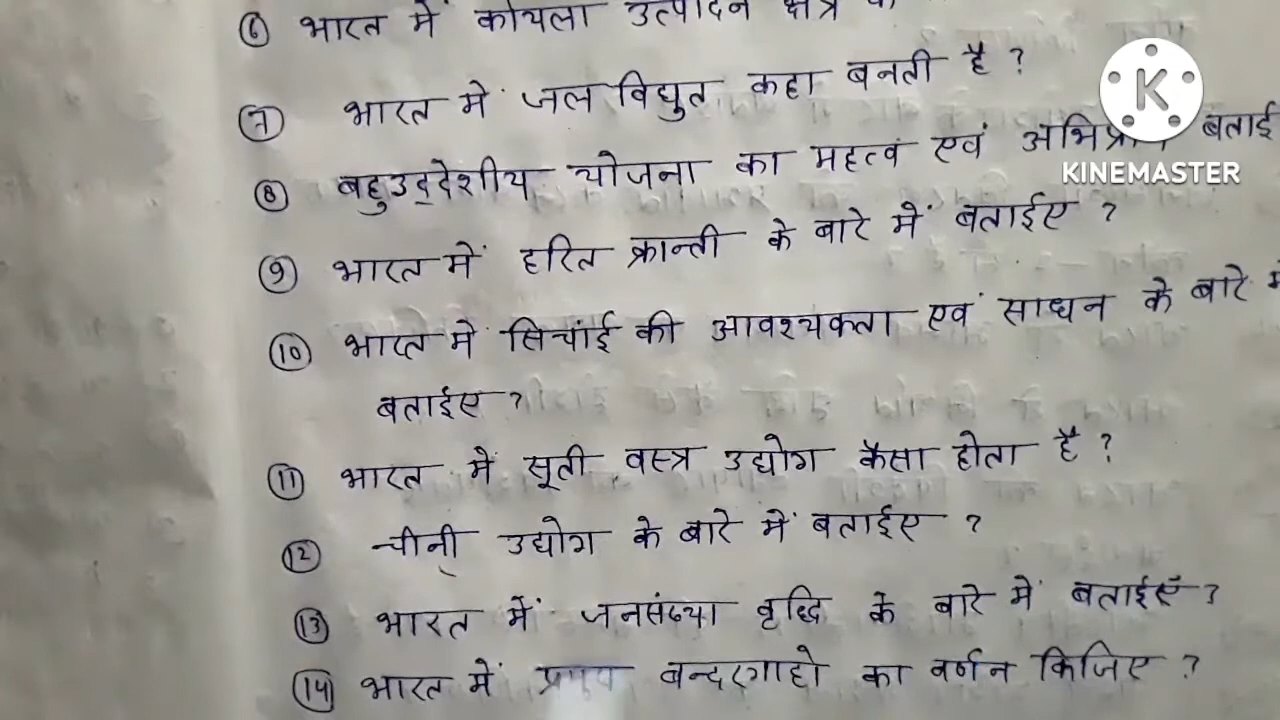 ⑥ भारत में कोयला उत्पादन क्षेत्र
⑦ भारत में जल विद्युत कहा बनती है ?
⑧ बहुउद्देशीय योजना का महत्व एवं बताई
⑨ भारत में हरित क्रान्ती के बारे में बताईए ?
⑩ भारत में सिचांई की आवश्यकता एवं साधन के बारे में
बताईए ?
⑪ भारत में सूती वस्त्र उद्योग कैसा होता है ?
⑫ चीनी उद्योग के बारे में बताईए ?
⑬ भारत में जनसंख्या वृद्धि के बारे में बताईएँ ?
⑭ भारत में बन्दरगाहो का वर्णन किजिए ?
K
KINEMASTER